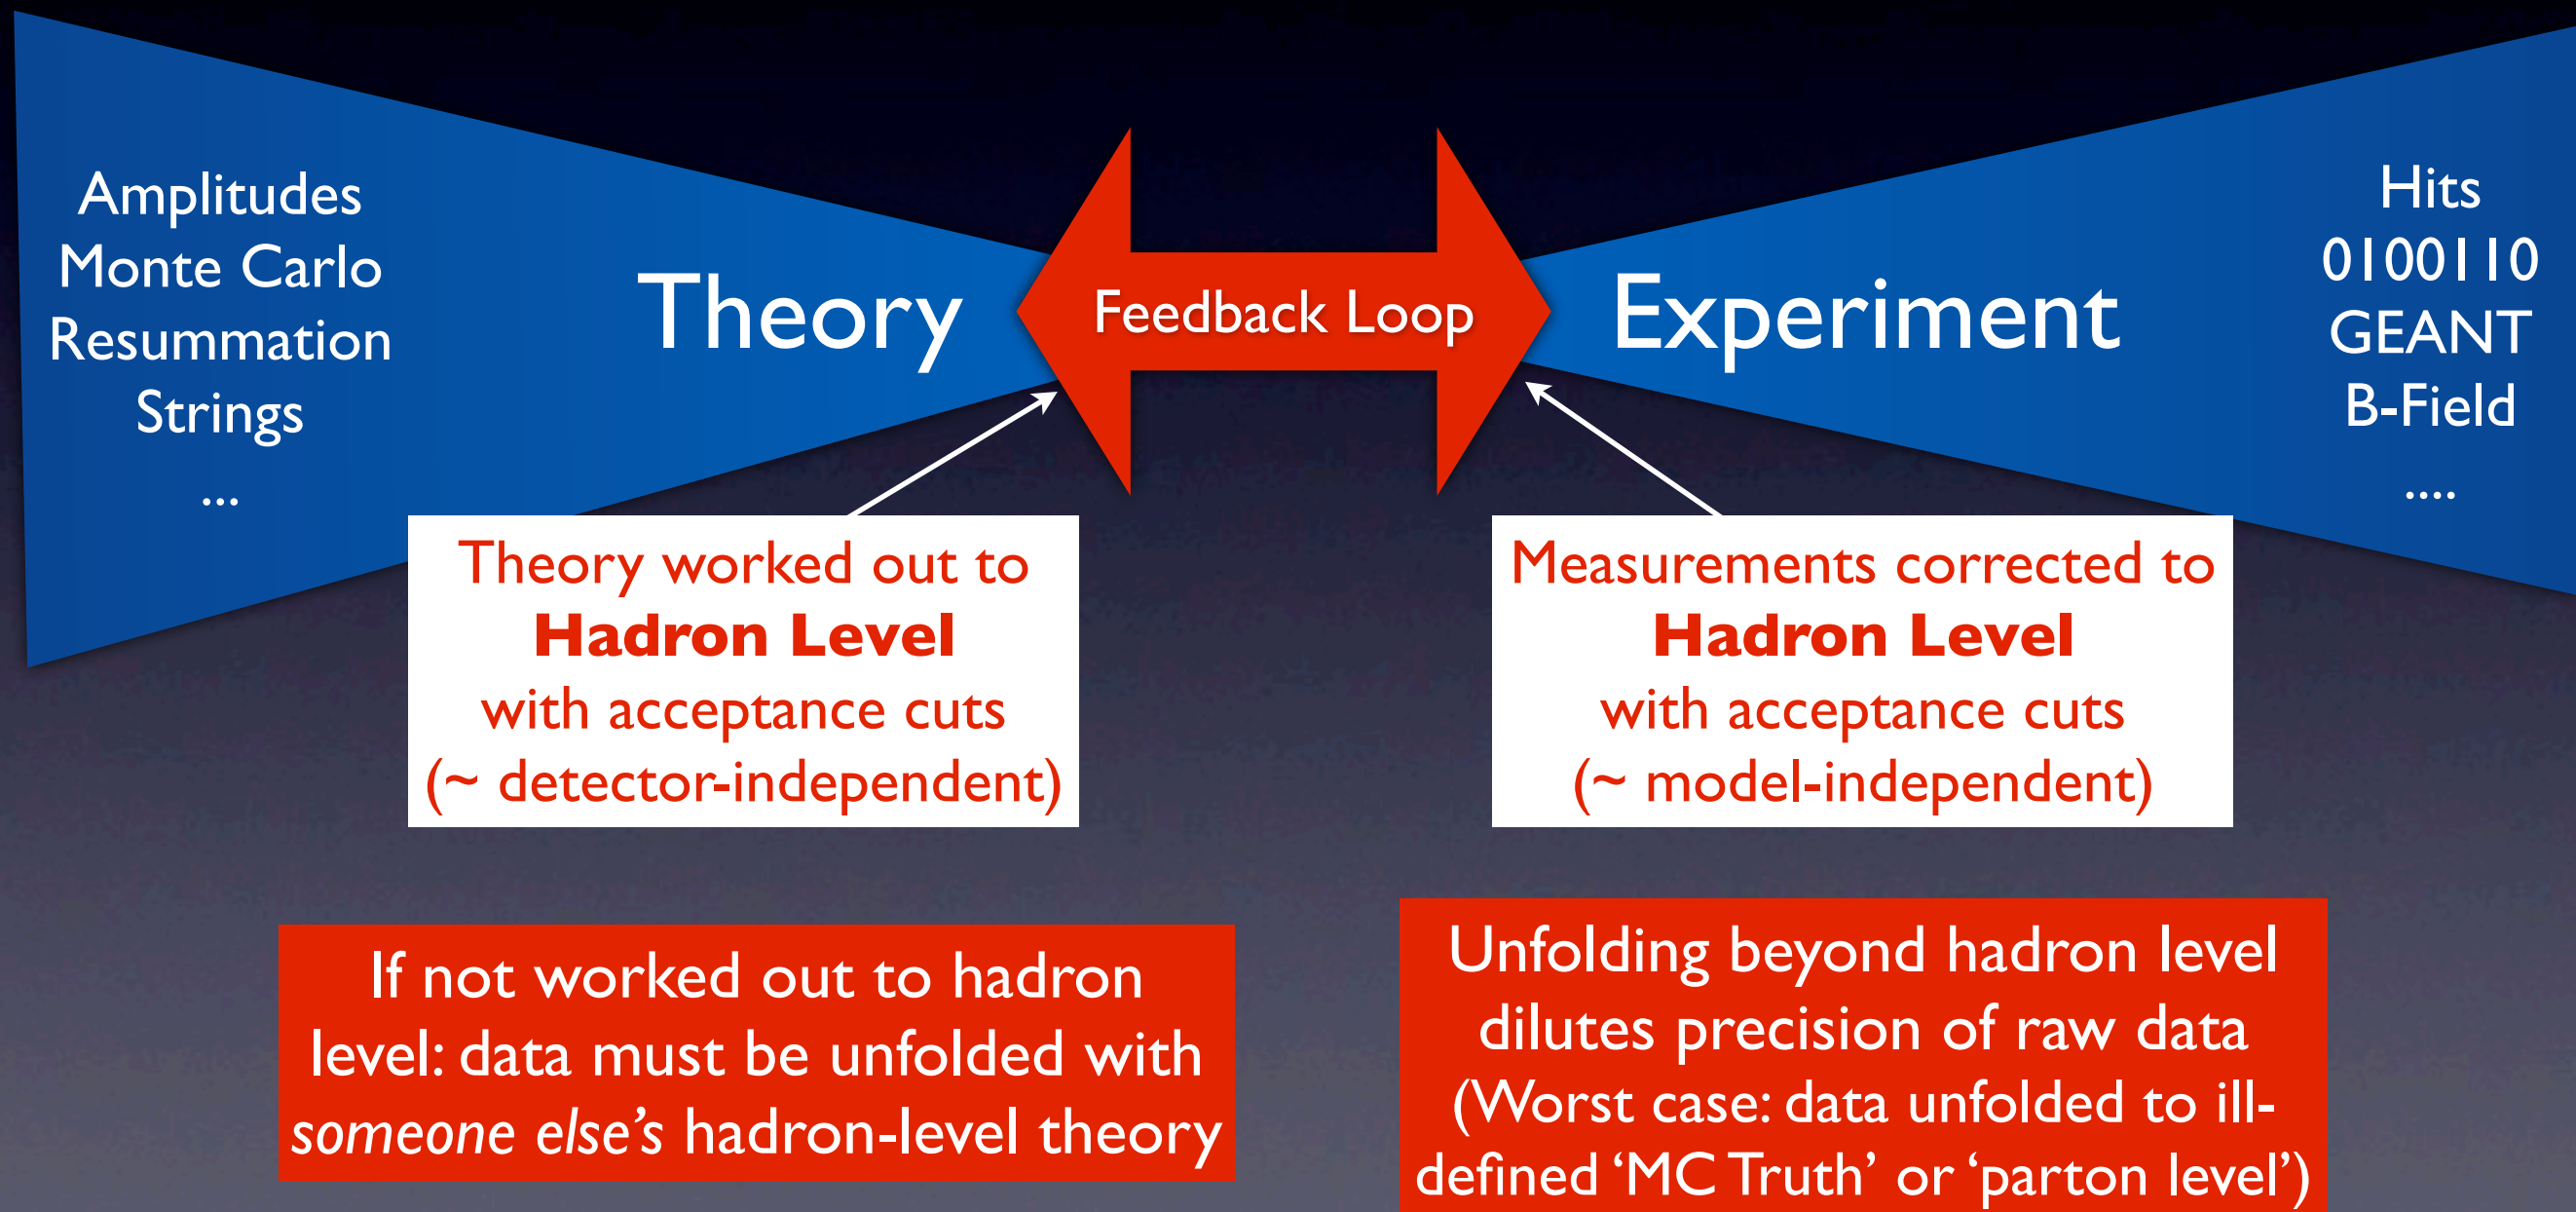 Amplitudes
Monte Carlo
Resummation
Strings
...
Theory
Feedback Loop
Experiment
Hits
0100110
GEANT
B-Field
....
Theory worked out to
Hadron Level
with acceptance cuts
(~ detector-independent)
Measurements corrected to
Hadron Level
with acceptance cuts
(~ model-independent)
If not worked out to hadron
level: data must be unfolded with
someone else’s hadron-level theory
Unfolding beyond hadron level
dilutes precision of raw data
(Worst case: data unfolded to ill-
defined ‘MC Truth’ or ‘parton level’)